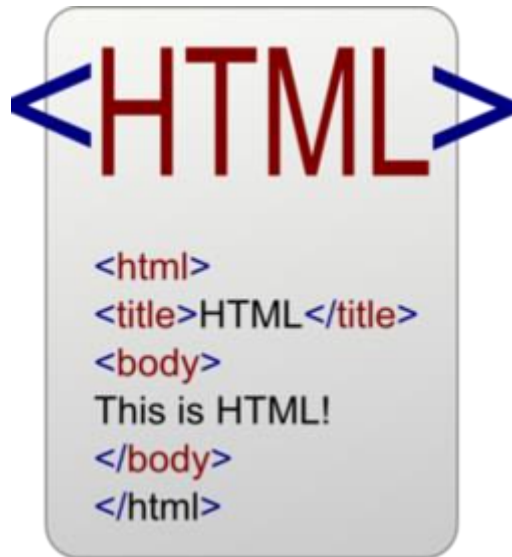 <HTML>
<html>
<title>HTML</title>
<body>
This is HTML!
</body>
</html>